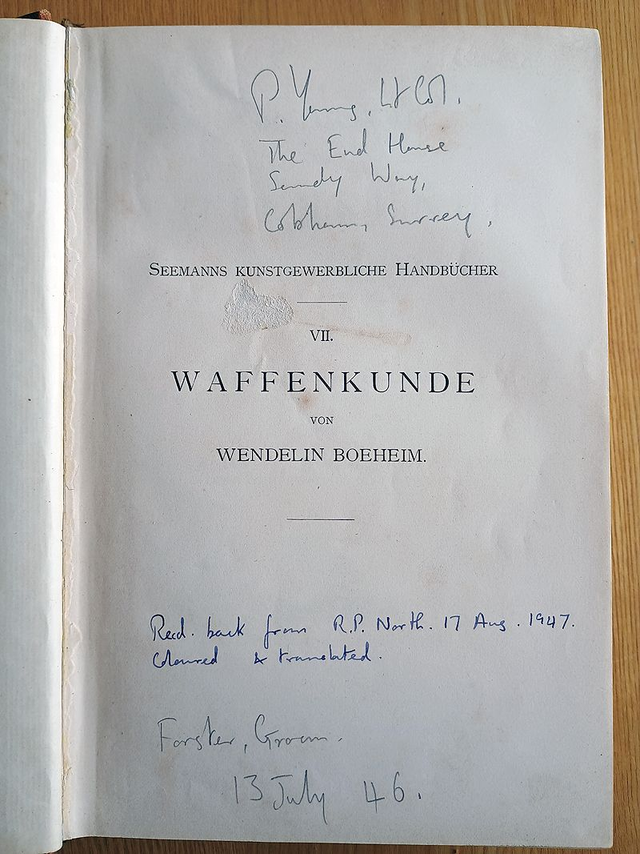 P. Young, Lt Col.
The End House
Sandy Way,
Cobham, Surrey,
SEEMANNS KUNSTGEWERBLICHE HANDBÜCHER
VII.
WAFFENKUNDE
VON
WENDELIN BOEHEIM.
Recd. back from R.P. North. 17 Aug. 1947.
Coloured & translated.
Forster, Groom.
13 July 46.